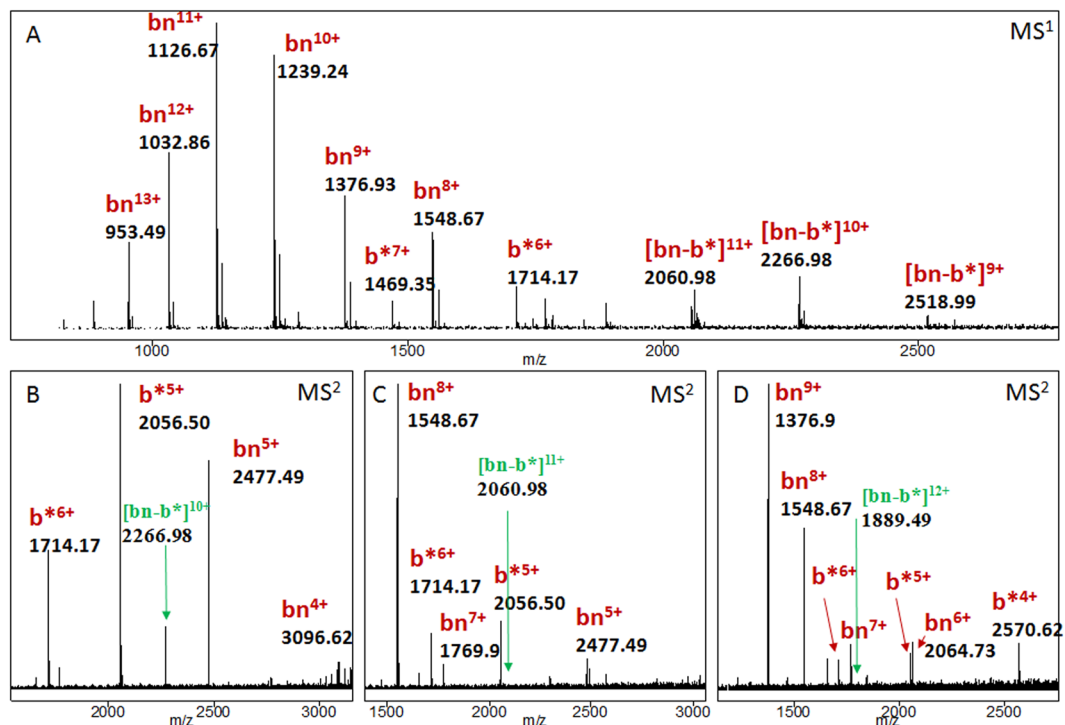 A
MS1
bn11+
1126.67
bn10+
1239.24
bn12+
1032.86
bn9+
1376.93
bn13+
953.49
bn8+
1548.67
b*7+
1469.35
b*6+
1714.17
[bn-b*]11+
2060.98
[bn-b*]10+
2266.98
[bn-b*]9+
2518.99
1000 1500 2000 2500
m/z
B
MS2
b*5+
2056.50
bn5+
2477.49
b*6+
1714.17
[bn-b*]10+
2266.98
bn4+
3096.62
2000 2500 3000
m/z
C
MS2
bn8+
1548.67
[bn-b*]11+
2060.98
b*6+
1714.17
b*5+
2056.50
bn7+
1769.9
bn5+
2477.49
1500 2000 2500 3000
m/z
D
MS2
bn9+
1376.9
bn8+
1548.67
[bn-b*]12+
1889.49
b*6+
b*5+
b*4+
2570.62
bn7+
bn6+
2064.73
1500 2000 2500
m/z